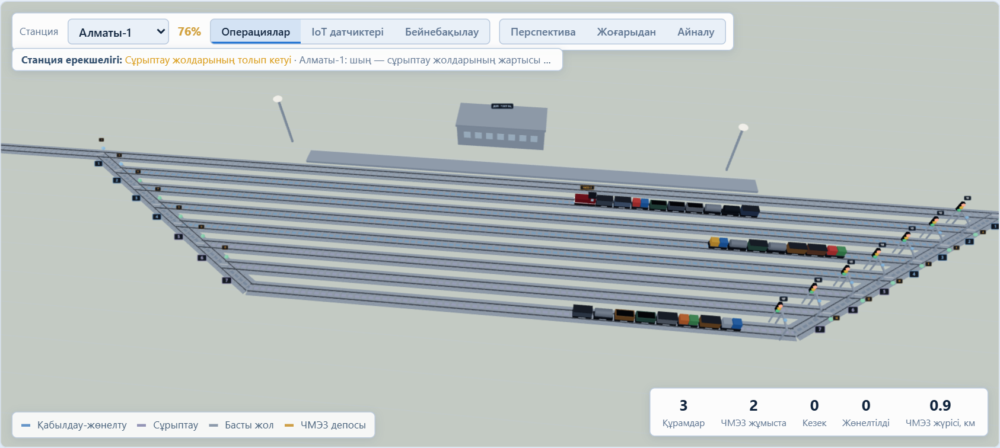 Станция Алматы-1 76% Операциялар IoT датчиктері Бейнебақылау Перспектива Жоғарыдан Айналу
Станция ерекшелігі: Сұрыптау жолдарының толып кетуі · Алматы-1: шың — сұрыптау жолдарының жартысы ...
1
2
3
4
5
6
7
1
2
3
4
5
6
7
Қабылдау-жөнелту Сұрыптау Басты жол ЧМЭЗ депосы
3 2 0 0 0.9
Құрамдар ЧМЭЗ жұмыста Кезек Жөнелтілді ЧМЭЗ жүрісі, км